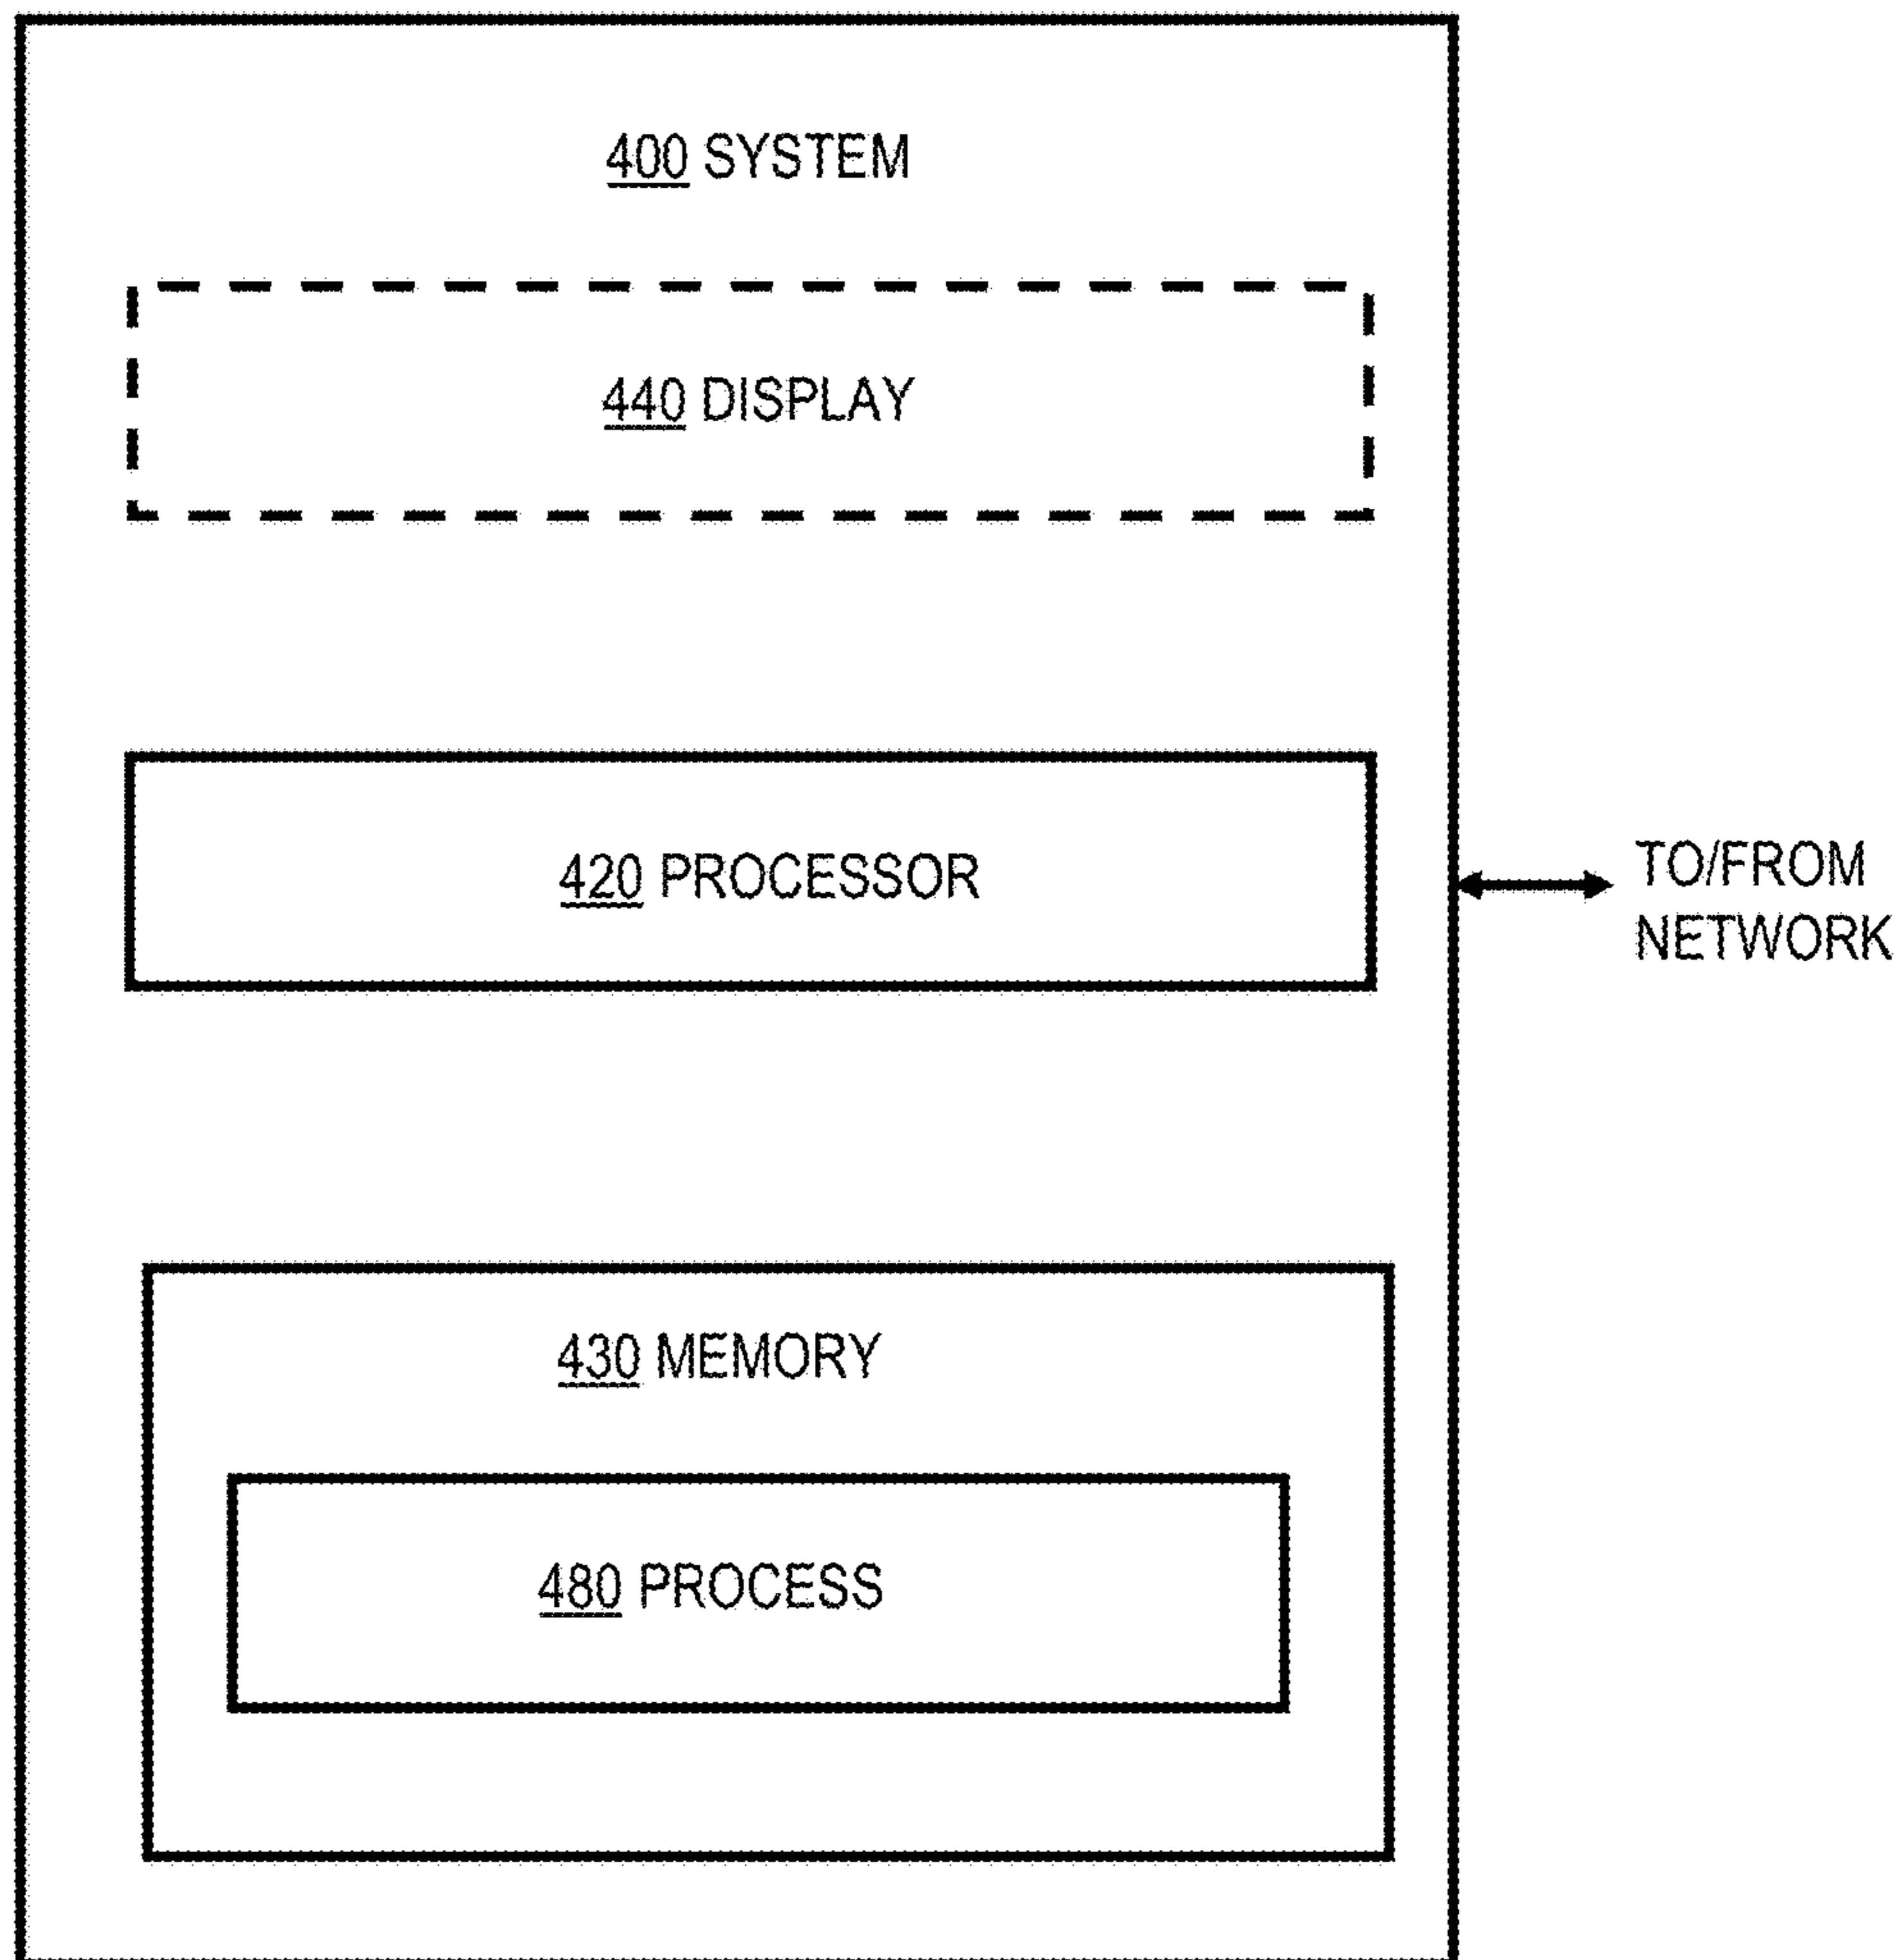 400 SYSTEM
440 DISPLAY
420 PROCESSOR
TO/FROM
NETWORK
430 MEMORY
480 PROCESS